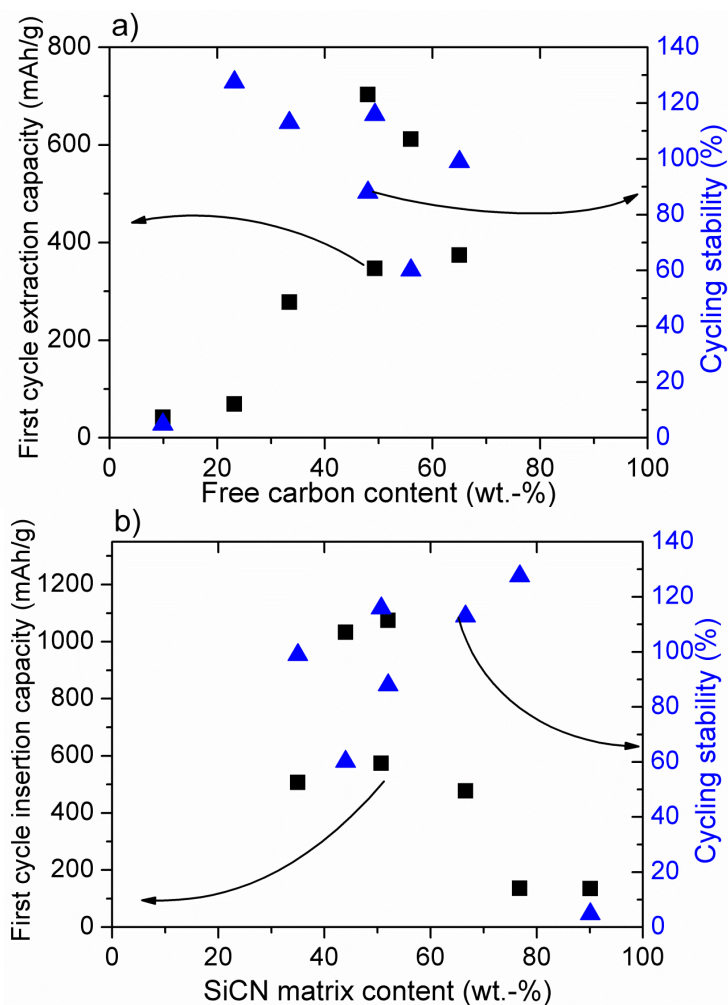 a)
First cycle extraction capacity (mAh/g)
800
600
400
200
0
140
120
100
80
60
40
20
0
Cycling stability (%)
0 20 40 60 80 100
Free carbon content (wt.-%)
b)
First cycle insertion capacity (mAh/g)
1200
1000
800
600
400
200
0
140
120
100
80
60
40
20
0
Cycling stability (%)
0 20 40 60 80 100
SiCN matrix content (wt.-%)